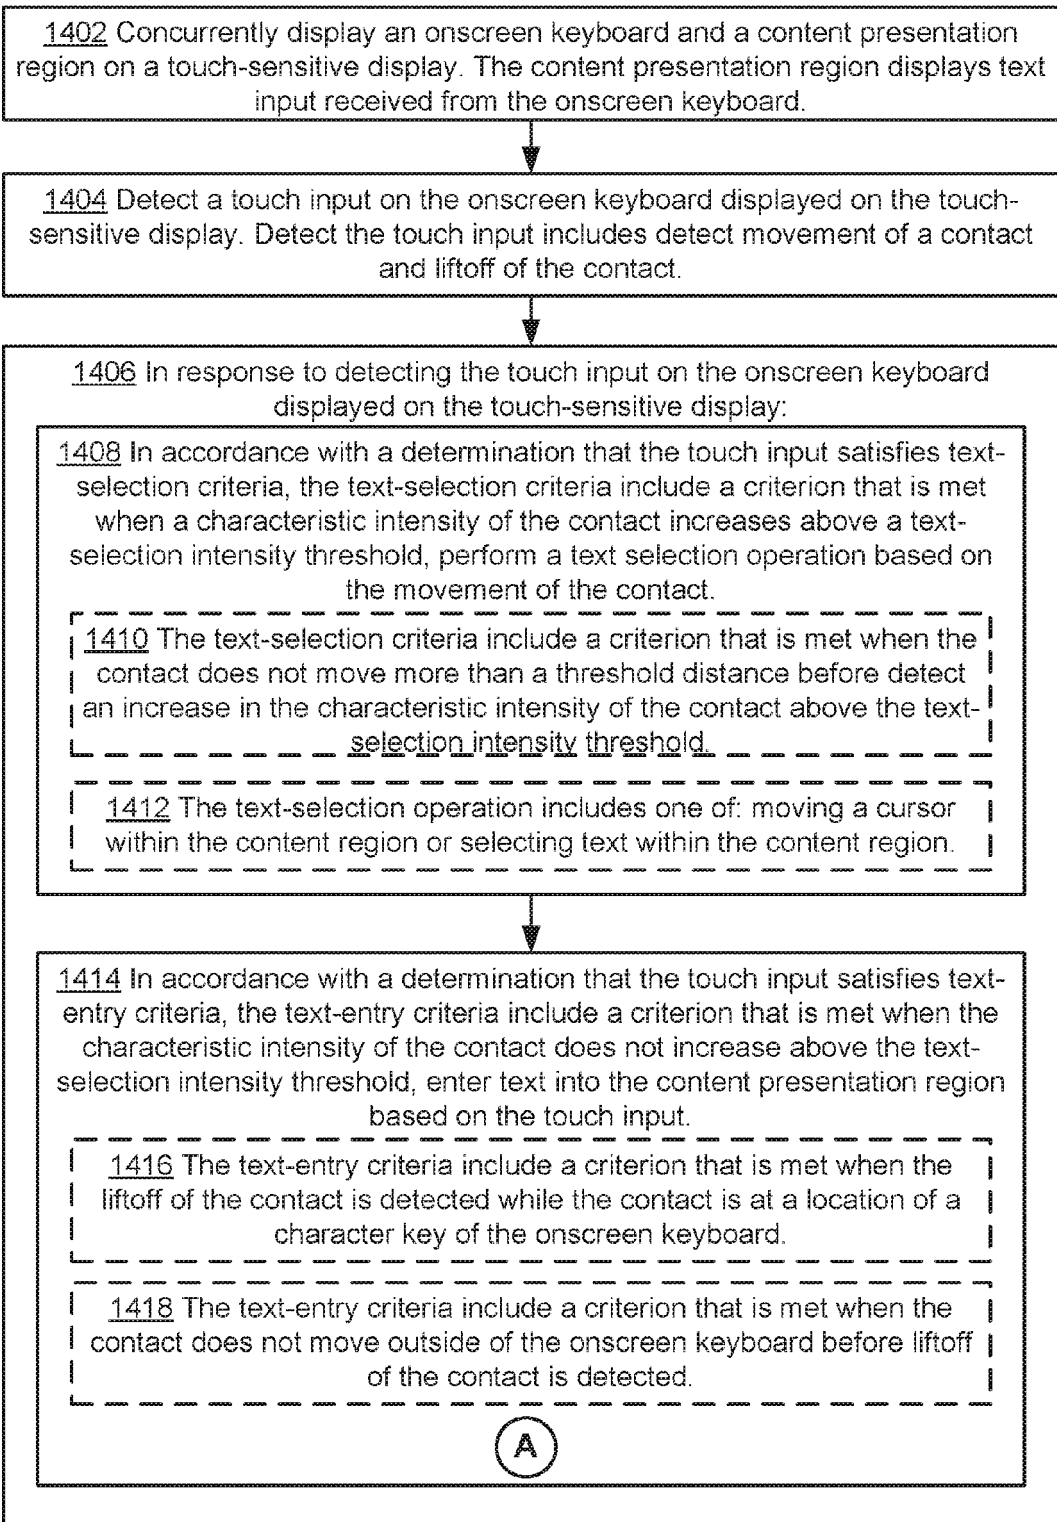 1402 Concurrently display an onscreen keyboard and a content presentation
region on a touch-sensitive display. The content presentation region displays text
input received from the onscreen keyboard.
1404 Detect a touch input on the onscreen keyboard displayed on the touch-
sensitive display. Detect the touch input includes detect movement of a contact
and liftoff of the contact.
1406 In response to detecting the touch input on the onscreen keyboard
displayed on the touch-sensitive display:
1408 In accordance with a determination that the touch input satisfies text-
selection criteria, the text-selection criteria include a criterion that is met
when a characteristic intensity of the contact increases above a text-
selection intensity threshold, perform a text selection operation based on
the movement of the contact.
1410 The text-selection criteria include a criterion that is met when the
contact does not move more than a threshold distance before detect
an increase in the characteristic intensity of the contact above the text-
selection intensity threshold.
1412 The text-selection operation includes one of: moving a cursor
within the content region or selecting text within the content region.
1414 In accordance with a determination that the touch input satisfies text-
entry criteria, the text-entry criteria include a criterion that is met when the
characteristic intensity of the contact does not increase above the text-
selection intensity threshold, enter text into the content presentation region
based on the touch input.
1416 The text-entry criteria include a criterion that is met when the
liftoff of the contact is detected while the contact is at a location of a
character key of the onscreen keyboard.
1418 The text-entry criteria include a criterion that is met when the
contact does not move outside of the onscreen keyboard before liftoff
of the contact is detected.
A